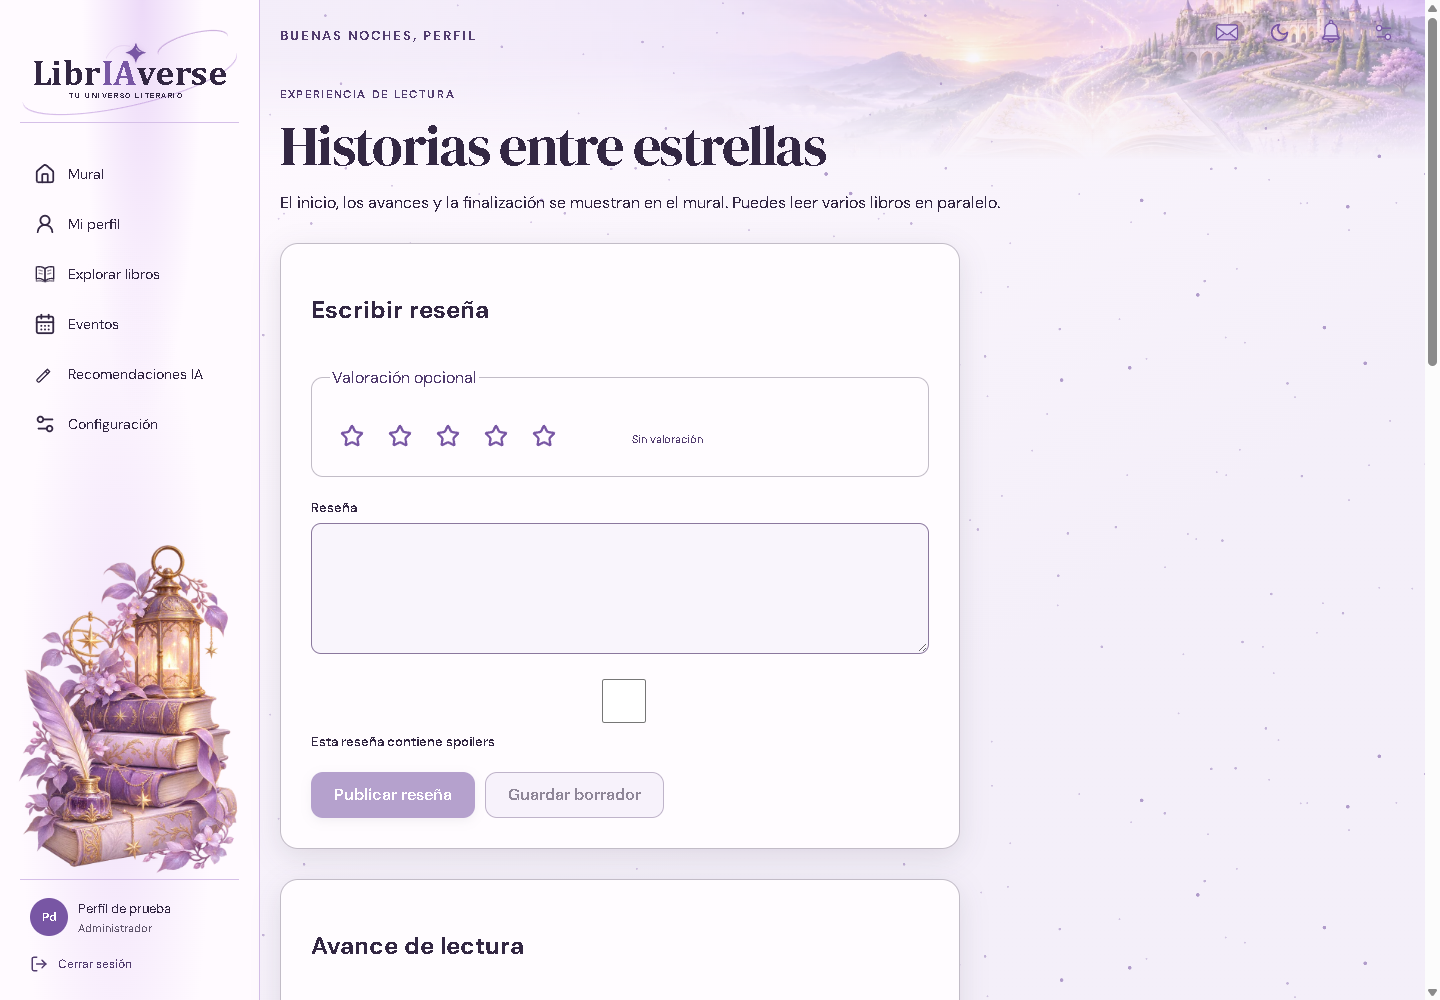 LibrIAverse
TU UNIVERSO LITERARIO
Mural
Mi perfil
Explorar libros
Eventos
Recomendaciones IA
Configuración
Pd
Perfil de prueba
Administrador
Cerrar sesión
BUENAS NOCHES, PERFIL
EXPERIENCIA DE LECTURA
Historias entre estrellas
El inicio, los avances y la finalización se muestran en el mural. Puedes leer varios libros en paralelo.
Escribir reseña
Valoración opcional
Sin valoración
Reseña
Esta reseña contiene spoilers
Publicar reseña
Guardar borrador
Avance de lectura